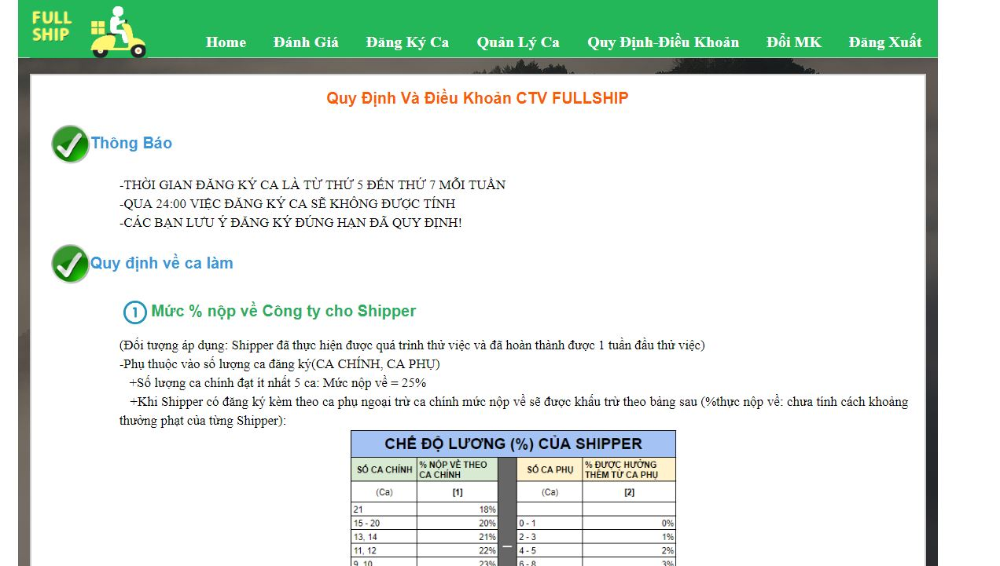 FULL
SHIP
Home Đánh Giá Đăng Ký Ca Quản Lý Ca Quy Định-Điều Khoản Đổi MK Đăng Xuất
Quy Định Và Điều Khoản CTV FULLSHIP
Thông Báo
-THỜI GIAN ĐĂNG KÝ CA LÀ TỪ THỨ 5 ĐẾN THỨ 7 MỖI TUẦN
-QUA 24:00 VIỆC ĐĂNG KÝ CA SẼ KHÔNG ĐƯỢC TÍNH
-CÁC BẠN LƯU Ý ĐĂNG KÝ ĐÚNG HẠN ĐÃ QUY ĐỊNH!
Quy định về ca làm
1 Mức % nộp về Công ty cho Shipper
(Đối tượng áp dụng: Shipper đã thực hiện được quá trình thử việc và đã hoàn thành được 1 tuần đầu thử việc)
-Phụ thuộc vào số lượng ca đăng ký(CA CHÍNH, CA PHỤ)
+Số lượng ca chính đạt ít nhất 5 ca: Mức nộp về = 25%
+Khi Shipper có đăng ký kèm theo ca phụ ngoại trừ ca chính mức nộp về sẽ được khấu trừ theo bảng sau (%thực nộp về: chưa tính cách khoảng
thưởng phạt của từng Shipper):
CHẾ ĐỘ LƯƠNG (%) CỦA SHIPPER
SỐ CA CHÍNH % NỘP VỀ THEO CA CHÍNH SỐ CA PHỤ % ĐƯỢC HƯỞNG THÊM TỪ CA PHỤ
(Ca) [1] (Ca) [2]
21 18%
15 - 20 20% 0 - 1 0%
13, 14 21% 2 - 3 1%
11, 12 22% – 4 - 5 2%
9, 10 23% 6 - 8 3%